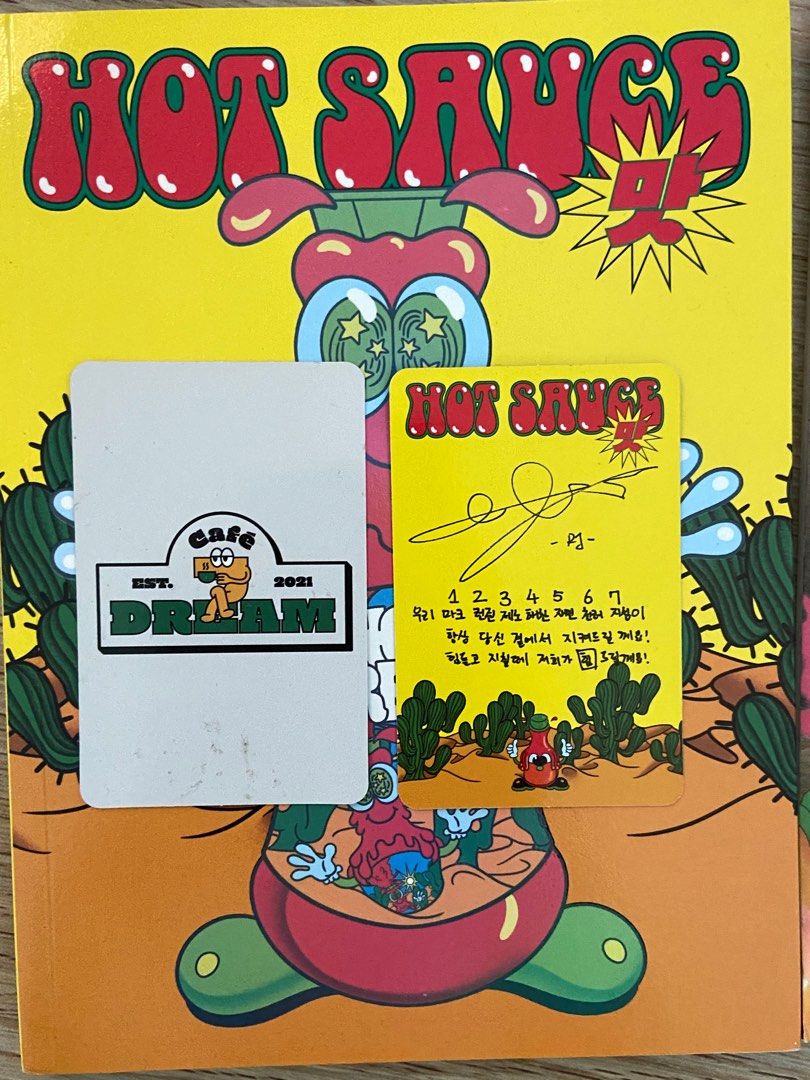 HOT SAUCE
맛
Café
EST. 2021
DREAM
HOT SAUCE
맛
1 2 3 4 5 6 7
우리 마크 런쥔 제노 해찬 재민 천러 지성이
항상 당신 곁에서 지켜드릴께요!
힘들고 지칠때 저희가 힘 드릴께요!